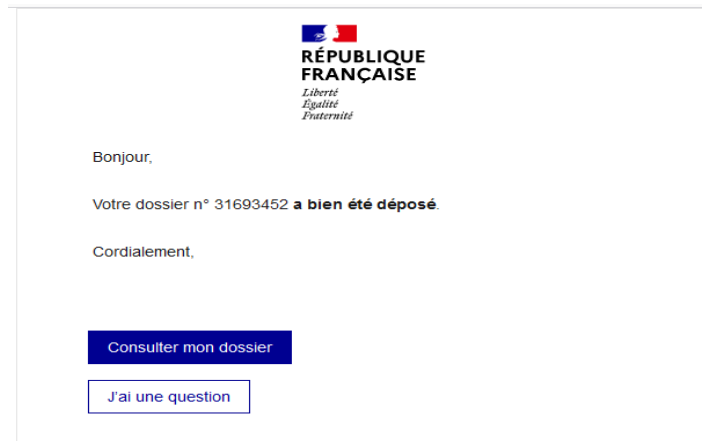 RÉPUBLIQUE
FRANÇAISE
Liberté
Égalité
Fraternité
Bonjour,
Votre dossier n° 31693452 a bien été déposé.
Cordialement,
Consulter mon dossier
J'ai une question